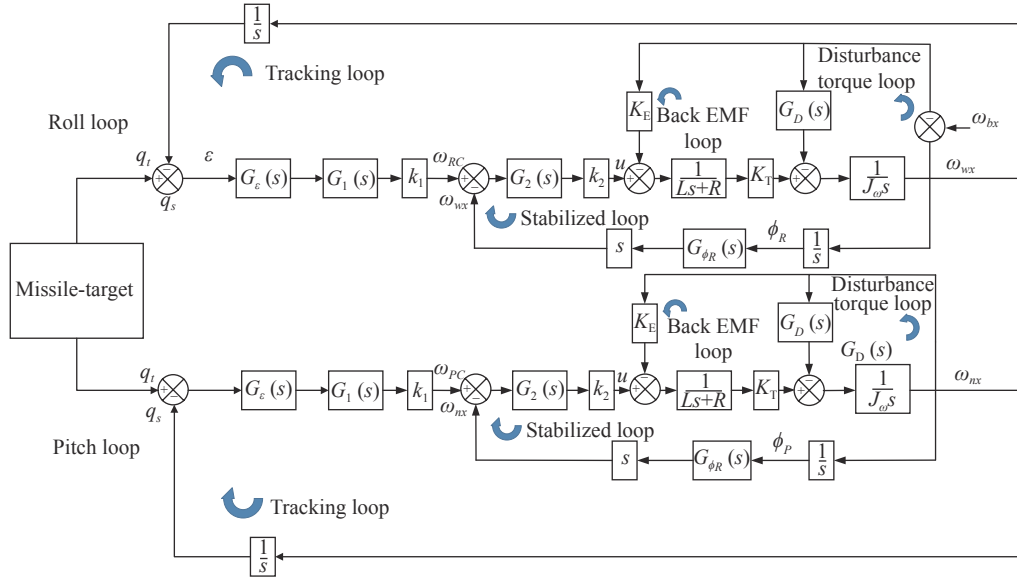 1/s
Tracking loop
Disturbance
torque loop
K_E
Back EMF
loop
G_D(s)
ω_bx
Roll loop
q_t
+
−
q_s
ε
G_ε(s)
G_1(s)
k_1
ω_RC
+
−
ω_wx
G_2(s)
k_2
u
+
−
1/(Ls+R)
K_T
+
−
1/(J_ω s)
−
ω_wx
Stabilized loop
s
G_ϕR(s)
ϕ_R
1/s
Missile-target
Disturbance
torque loop
K_E
Back EMF
loop
G_D(s)
G_D(s)
q_t
+
−
q_s
G_ε(s)
G_1(s)
k_1
ω_PC
+
−
ω_nx
G_2(s)
k_2
u
+
−
1/(Ls+R)
K_T
+
−
1/(J_ω s)
ω_nx
Pitch loop
Stabilized loop
s
G_ϕR(s)
ϕ_P
1/s
Tracking loop
1/s